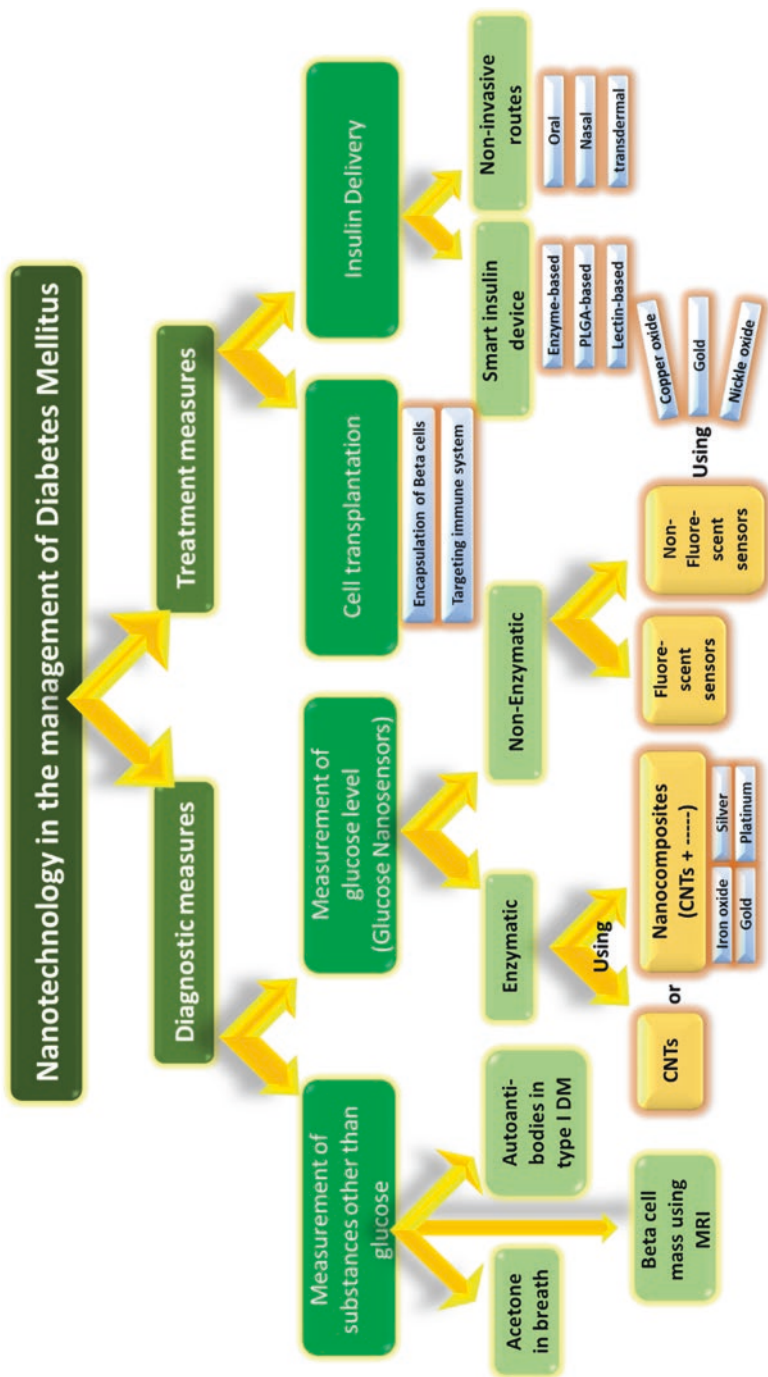 Nanotechnology in the management of Diabetes Mellitus
Diagnostic measures
Treatment measures
Measurement of
substances other than
glucose
Measurement of
glucose level
(Glucose Nanosensors)
Cell transplantation
Encapsulation of Beta cells
Targeting immune system
Insulin Delivery
Acetone
in breath
Autoanti-
bodies in
type I DM
Beta cell
mass using
MRI
Enzymatic
Non-Enzymatic
Smart insulin
device
Enzyme-based
PLGA-based
Lectin-based
Non-invasive
routes
Oral
Nasal
transdermal
Using
CNTs
or
Nanocomposites
(CNTs + -----)
Iron oxide
Silver
Gold
Platinum
Fluore-
scent
sensors
Non-
Fluore-
scent
sensors
Using
Copper oxide
Gold
Nickle oxide